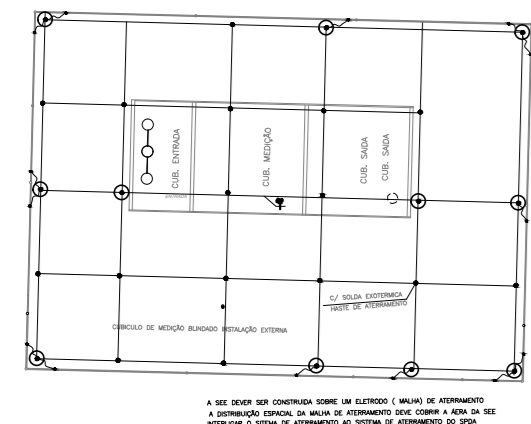 CUB. ENTRADA
ENTRADA
CUB. MEDIÇÃO
CUB. SAIDA
CUB. SAIDA
C/ SOLDA EXOTERMICA
HASTE DE ATERRAMENTO
CUBICULO DE MEDIÇÃO BLINDADO INSTALAÇÃO EXTERNA
A SEE DEVER SER CONSTRUIDA SOBRE UM ELETRODO ( MALHA) DE ATERRAMENTO
A DISTRIBUIÇÃO ESPACIAL DA MALHA DE ATERRAMENTO DEVE COBRIR A ÁERA DA SEE
INTERLIGAR O SITEMA DE ATERRAMENTO AO SISTEMA DE ATERRAMENTO DO SPDA